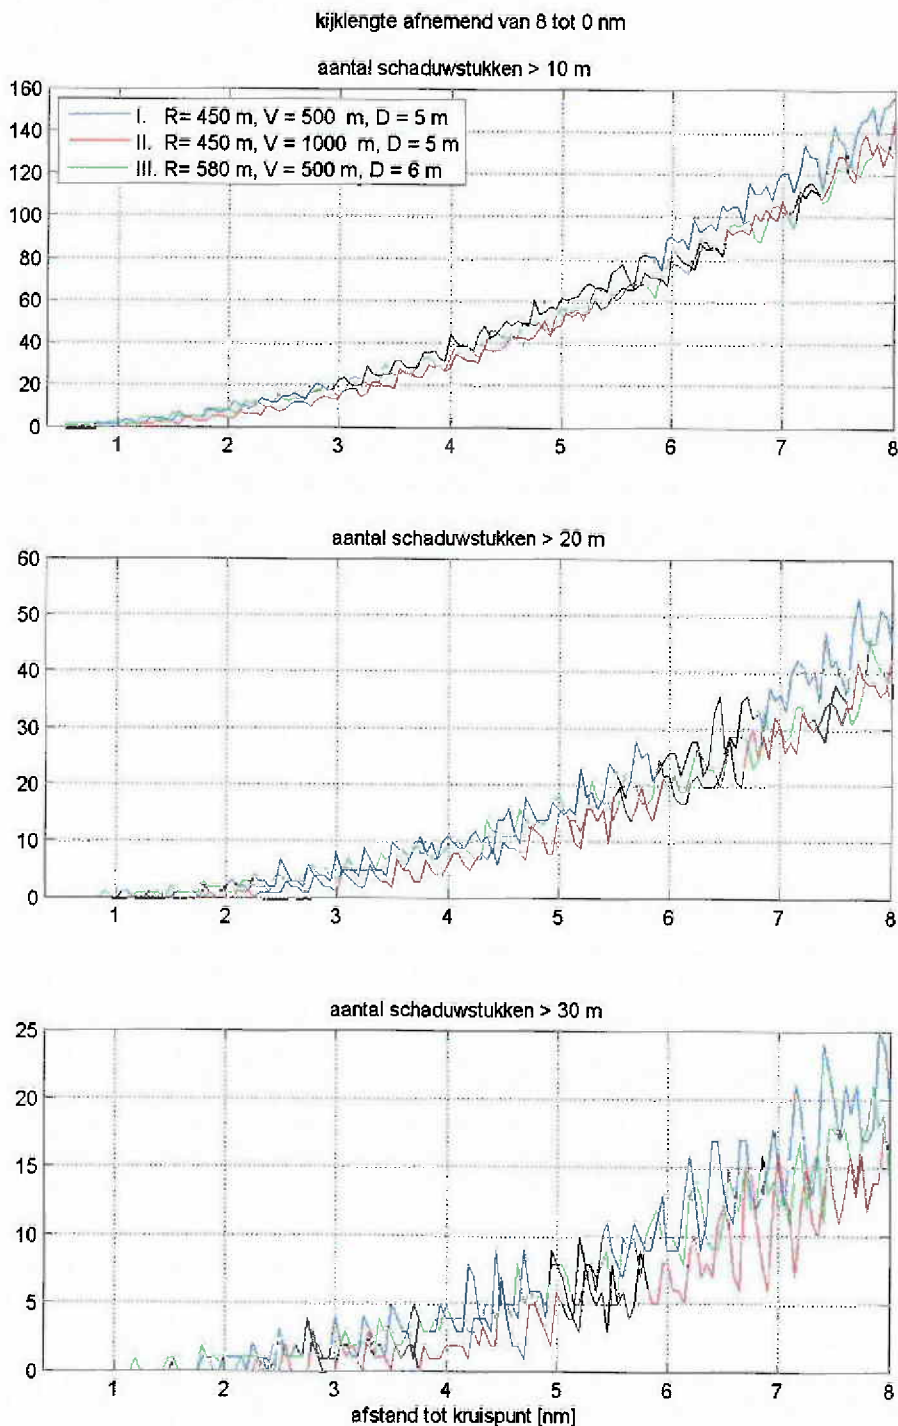 kijklengte afnemend van 8 tot 0 nm
aantal schaduwstukken > 10 m
160
140
120
100
80
60
40
20
0
I. R= 450 m, V = 500 m, D = 5 m
II. R= 450 m, V = 1000 m, D = 5 m
III. R= 580 m, V = 500 m, D = 6 m
1 2 3 4 5 6 7 8
aantal schaduwstukken > 20 m
60
50
40
30
20
10
0
1 2 3 4 5 6 7 8
aantal schaduwstukken > 30 m
25
20
15
10
5
0
1 2 3 4 5 6 7 8
afstand tot kruispunt [nm]